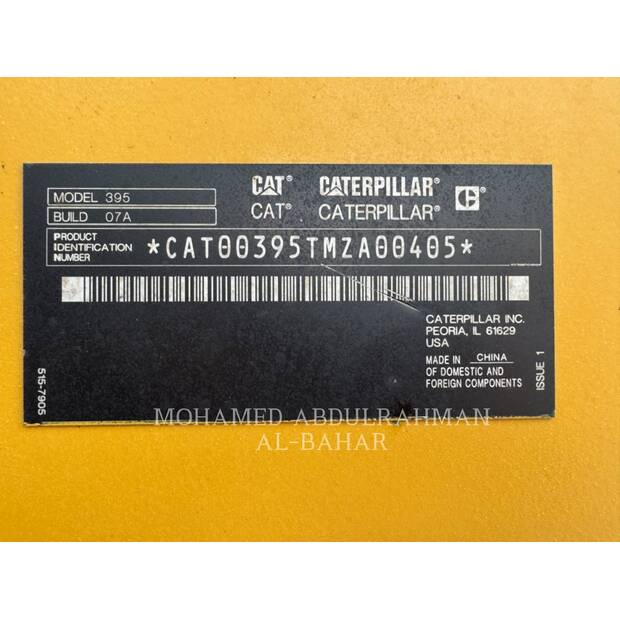 CAT® CATERPILLAR®
CAT® CATERPILLAR®
MODEL 395
BUILD 07A
PRODUCT
IDENTIFICATION
NUMBER
*CAT00395TMZA00405*
CATERPILLAR INC.
PEORIA, IL 61629
USA
MADE IN CHINA
OF DOMESTIC AND
FOREIGN COMPONENTS
ISSUE 1
515-7905
MOHAMED ABDULRAHMAN
AL-BAHAR